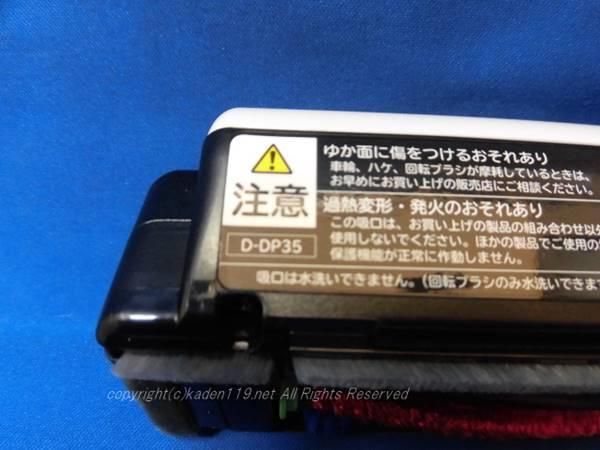 ゆか面に傷をつけるおそれあり
車輪、ハケ、回転ブラシが摩耗しているときは、
お早めにお買い上げの販売店にご相談ください。
注意
過熱変形・発火のおそれあり
この吸口は、お買い上げの製品の組み合わせ以外
使用しないでください。ほかの製品でご使用の
保護機能が正常に作動しません。
D-DP35
吸口は水洗いできません。(回転ブラシのみ水洗いできま
copyright(c)kaden119.net All Rights Reserved